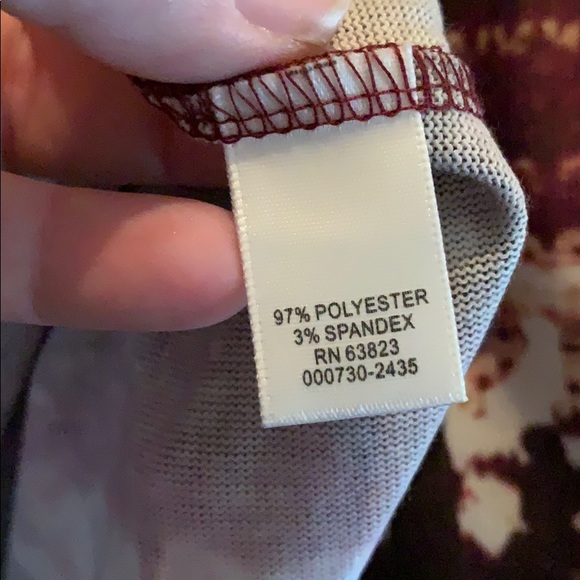 97% POLYESTER
3% SPANDEX
RN 63823
000730-2435